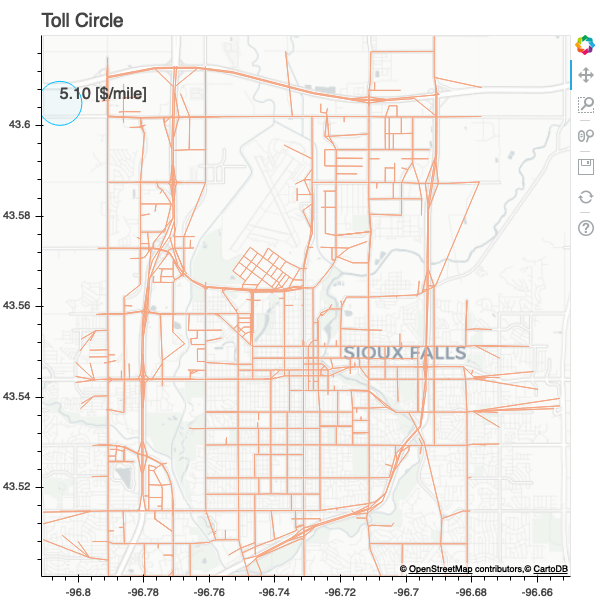 Toll Circle
5.10 [$/mile]
43.6
43.58
43.56
SIOUX FALLS
43.54
43.52
© OpenStreetMap contributors,© CartoDB
-96.8 -96.78 -96.76 -96.74 -96.72 -96.7 -96.68 -96.66